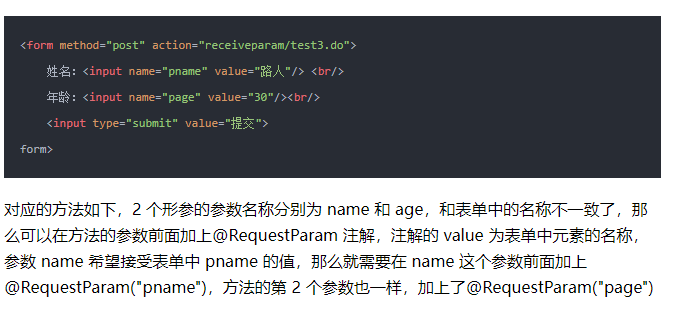 <form method="post" action="receiveparam/test3.do">
姓名：<input name="pname" value="路人"/> <br/>
年龄：<input name="page" value="30"/><br/>
<input type="submit" value="提交">
form>
对应的方法如下，2 个形参的参数名称分别为 name 和 age，和表单中的名称不一致了，那
么可以在方法的参数前面加上@RequestParam 注解，注解的 value 为表单中元素的名称，
参数 name 希望接受表单中 pname 的值，那么就需要在 name 这个参数前面加上
@RequestParam("pname")，方法的第 2 个参数也一样，加上了@RequestParam("page")